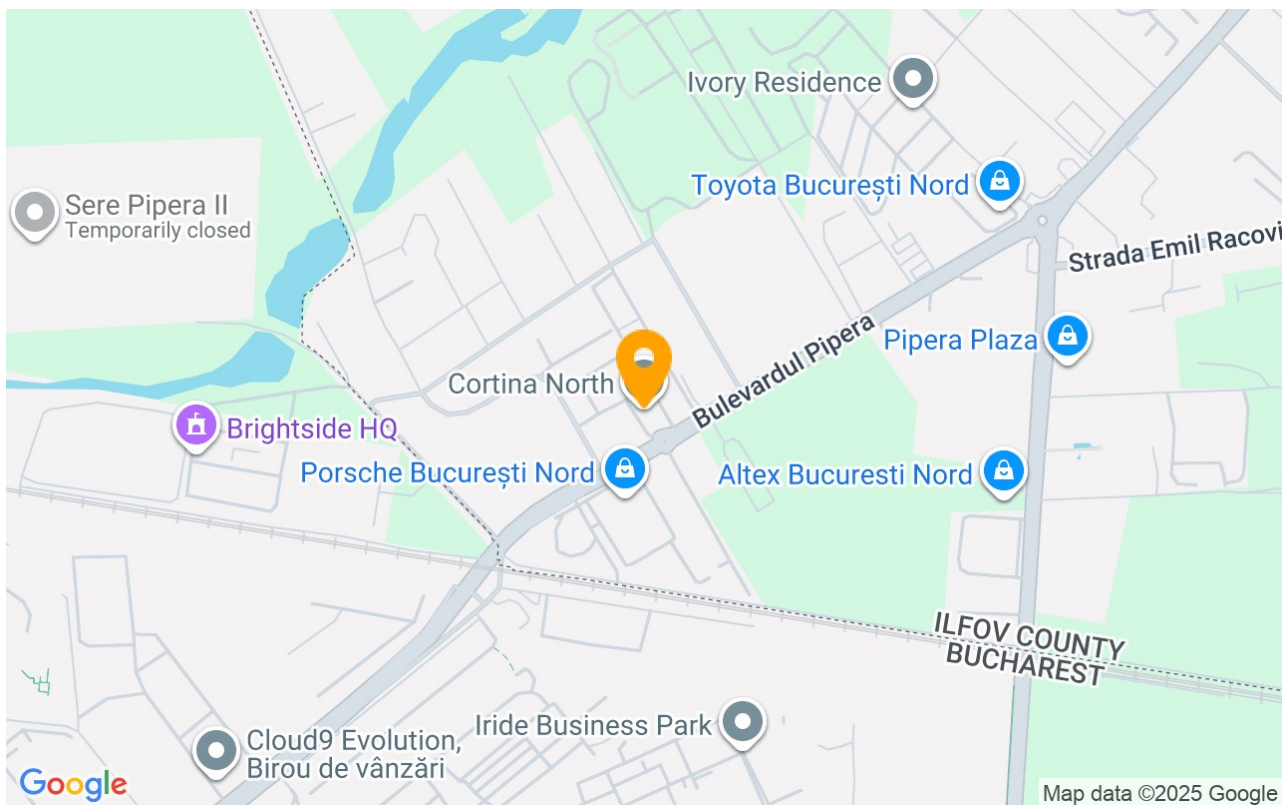 Ivory Residence
Toyota București Nord
Sere Pipera II
Temporarily closed
Strada Emil Racovi
Bulevardul Pipera
Pipera Plaza
Cortina North
Brightside HQ
Porsche București Nord
Altex Bucuresti Nord
ILFOV COUNTY
BUCHAREST
Iride Business Park
Cloud9 Evolution,
Birou de vânzări
Google
Map data ©2025 Google